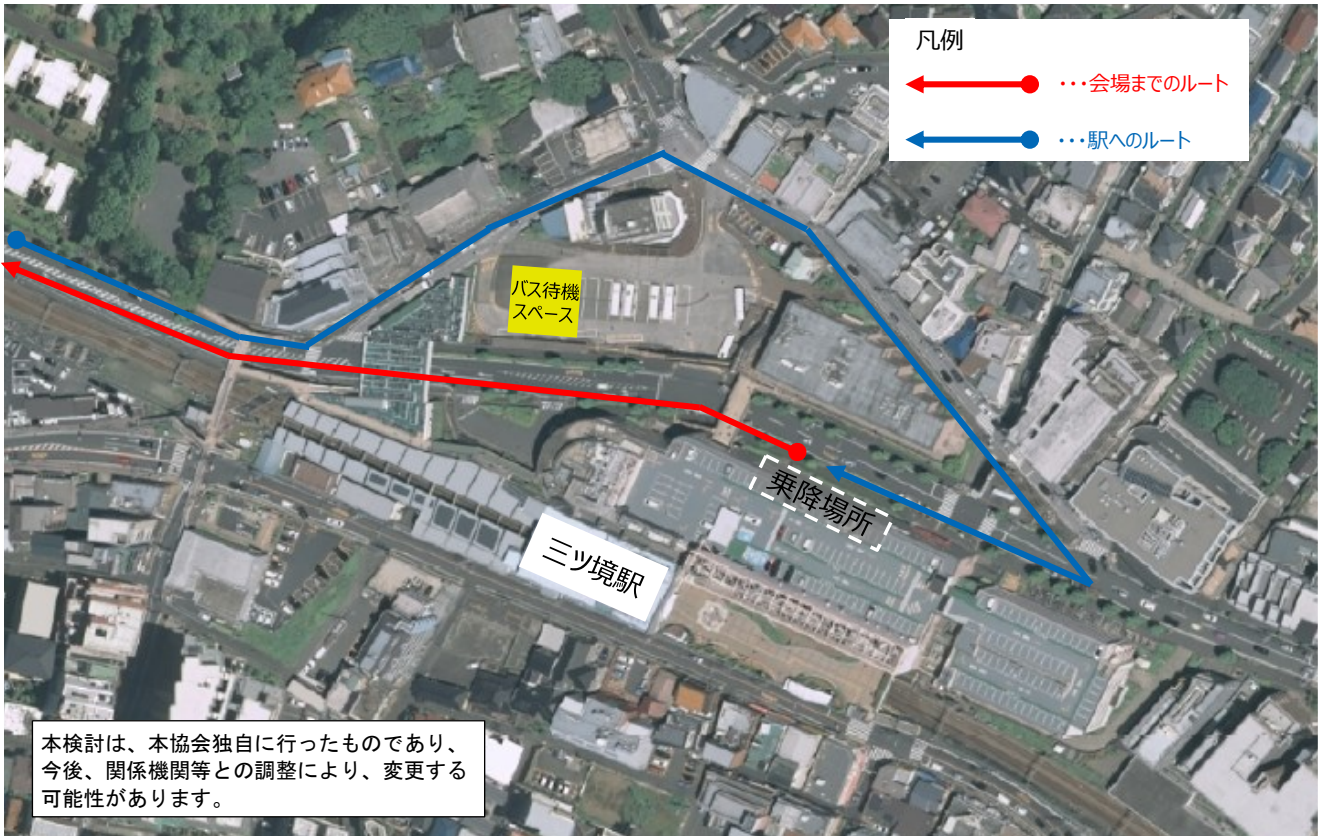 凡例
･･･会場までのルート
･･･駅へのルート
バス待機
スペース
乗降場所
三ツ境駅
本検討は、本協会独自に行ったものであり、
今後、関係機関等との調整により、変更する
可能性があります。